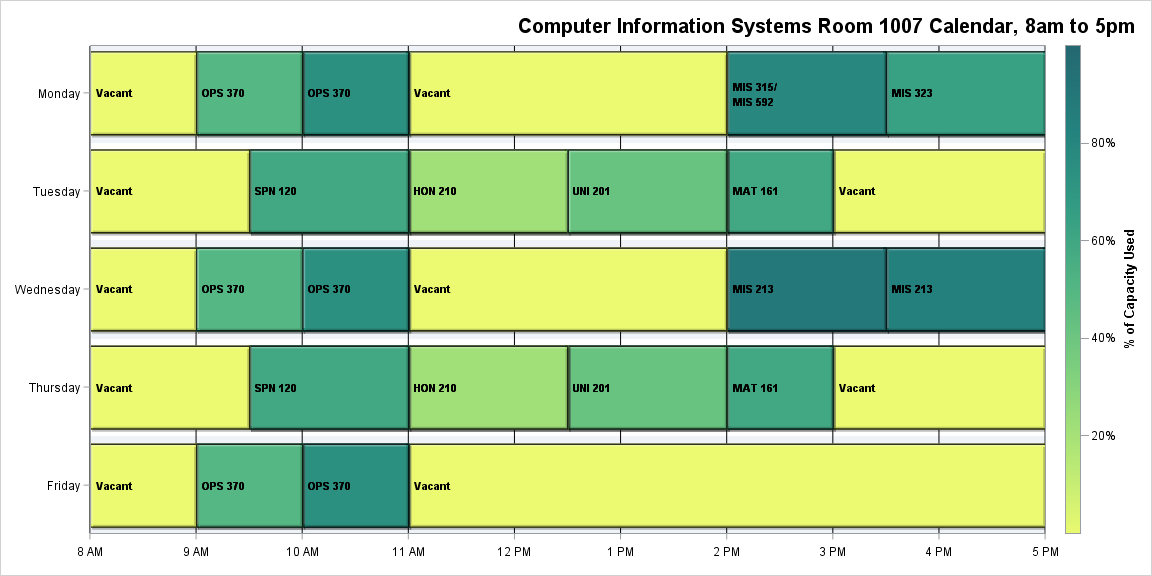 Computer Information Systems Room 1007 Calendar, 8am to 5pm
Monday
Vacant
OPS 370
OPS 370
Vacant
MIS 315/
MIS 592
MIS 323
Tuesday
Vacant
SPN 120
HON 210
UNI 201
MAT 161
Vacant
Wednesday
Vacant
OPS 370
OPS 370
Vacant
MIS 213
MIS 213
Thursday
Vacant
SPN 120
HON 210
UNI 201
MAT 161
Vacant
Friday
Vacant
OPS 370
OPS 370
Vacant
8 AM
9 AM
10 AM
11 AM
12 PM
1 PM
2 PM
3 PM
4 PM
5 PM
80%
60%
40%
20%
% of Capacity Used